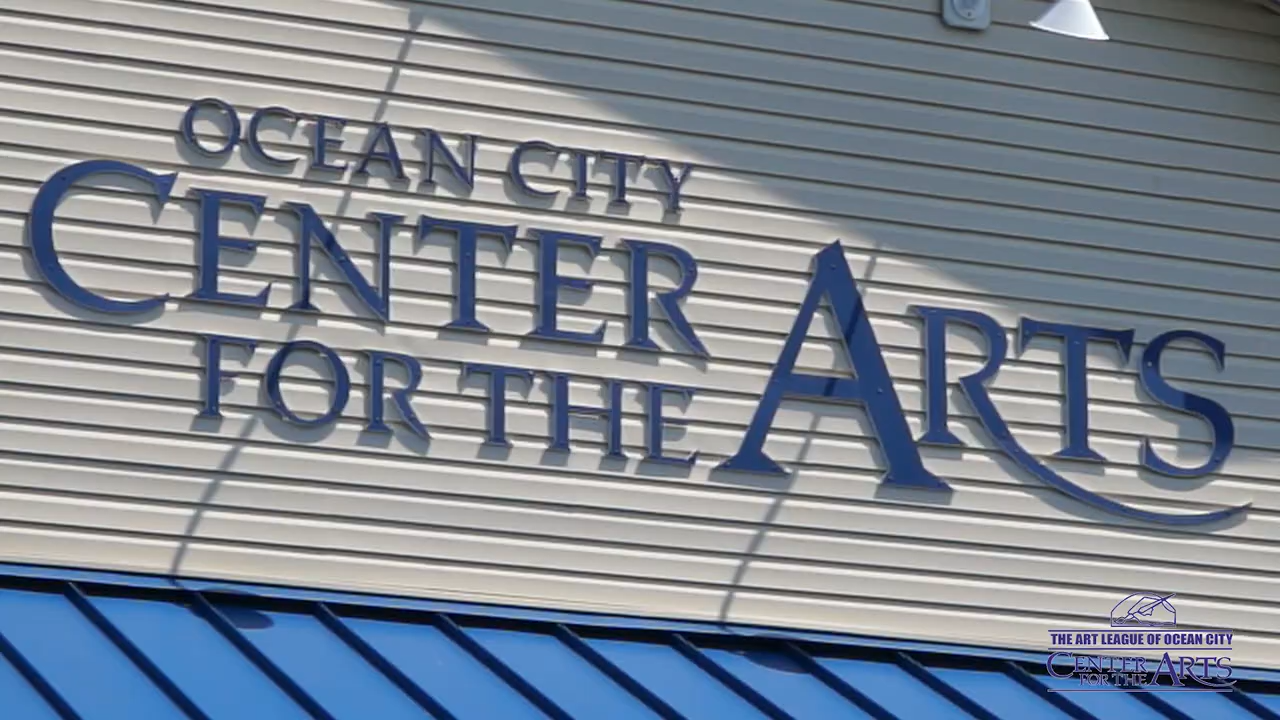 OCEAN CITY
CENTER
FOR THE ARTS
THE ART LEAGUE OF OCEAN CITY
CENTER
FOR THE ARTS